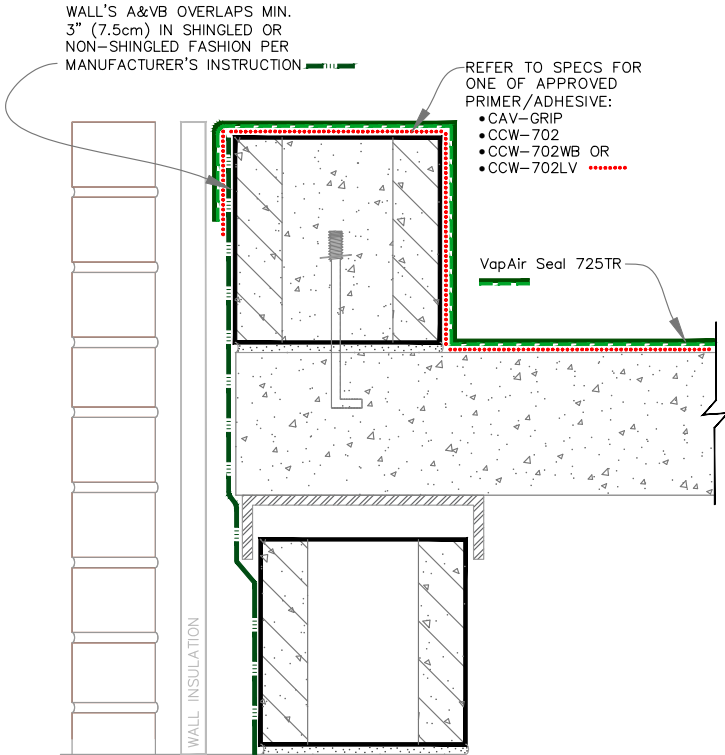 WALL'S A&VB OVERLAPS MIN.
3" (7.5cm) IN SHINGLED OR
NON-SHINGLED FASHION PER
MANUFACTURER'S INSTRUCTION
REFER TO SPECS FOR
ONE OF APPROVED
PRIMER/ADHESIVE:
• CAV-GRIP
• CCW-702
• CCW-702WB OR
• CCW-702LV
VapAir Seal 725TR
WALL INSULATION